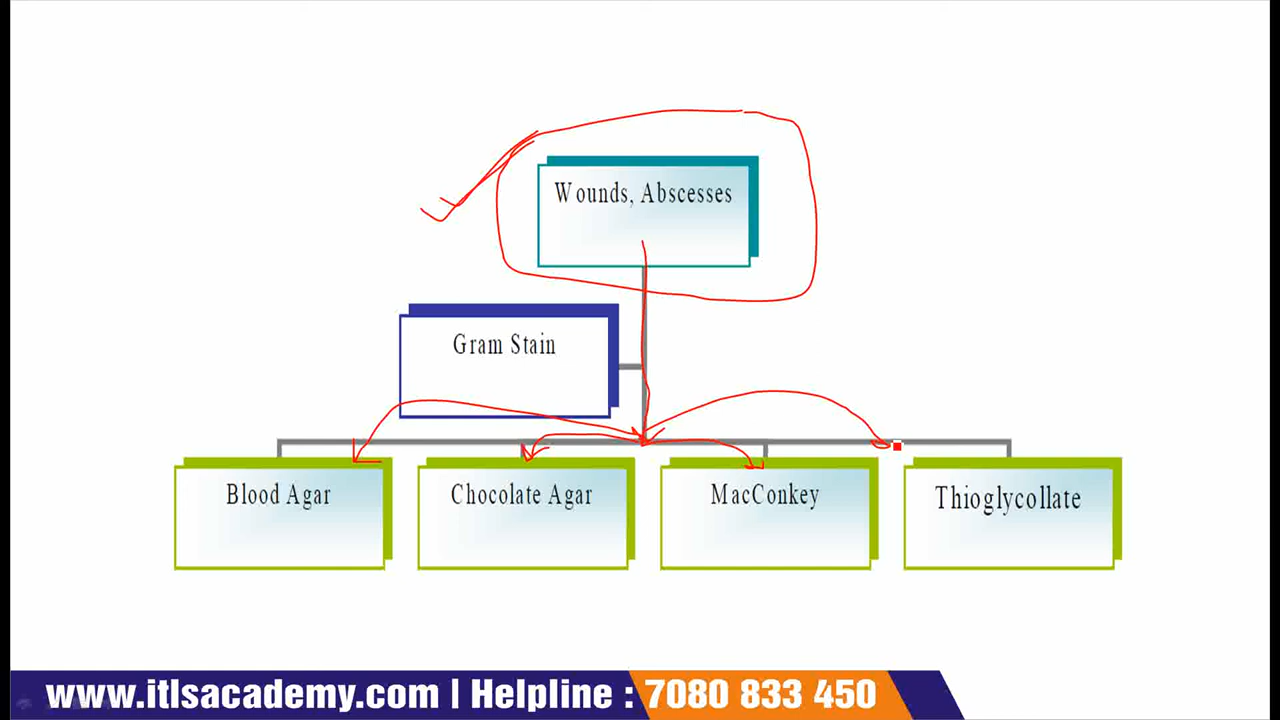 Wounds, Abscesses
Gram Stain
Blood Agar
Chocolate Agar
MacConkey
Thioglycollate
www.itlsacademy.com | Helpline : 7080 833 450